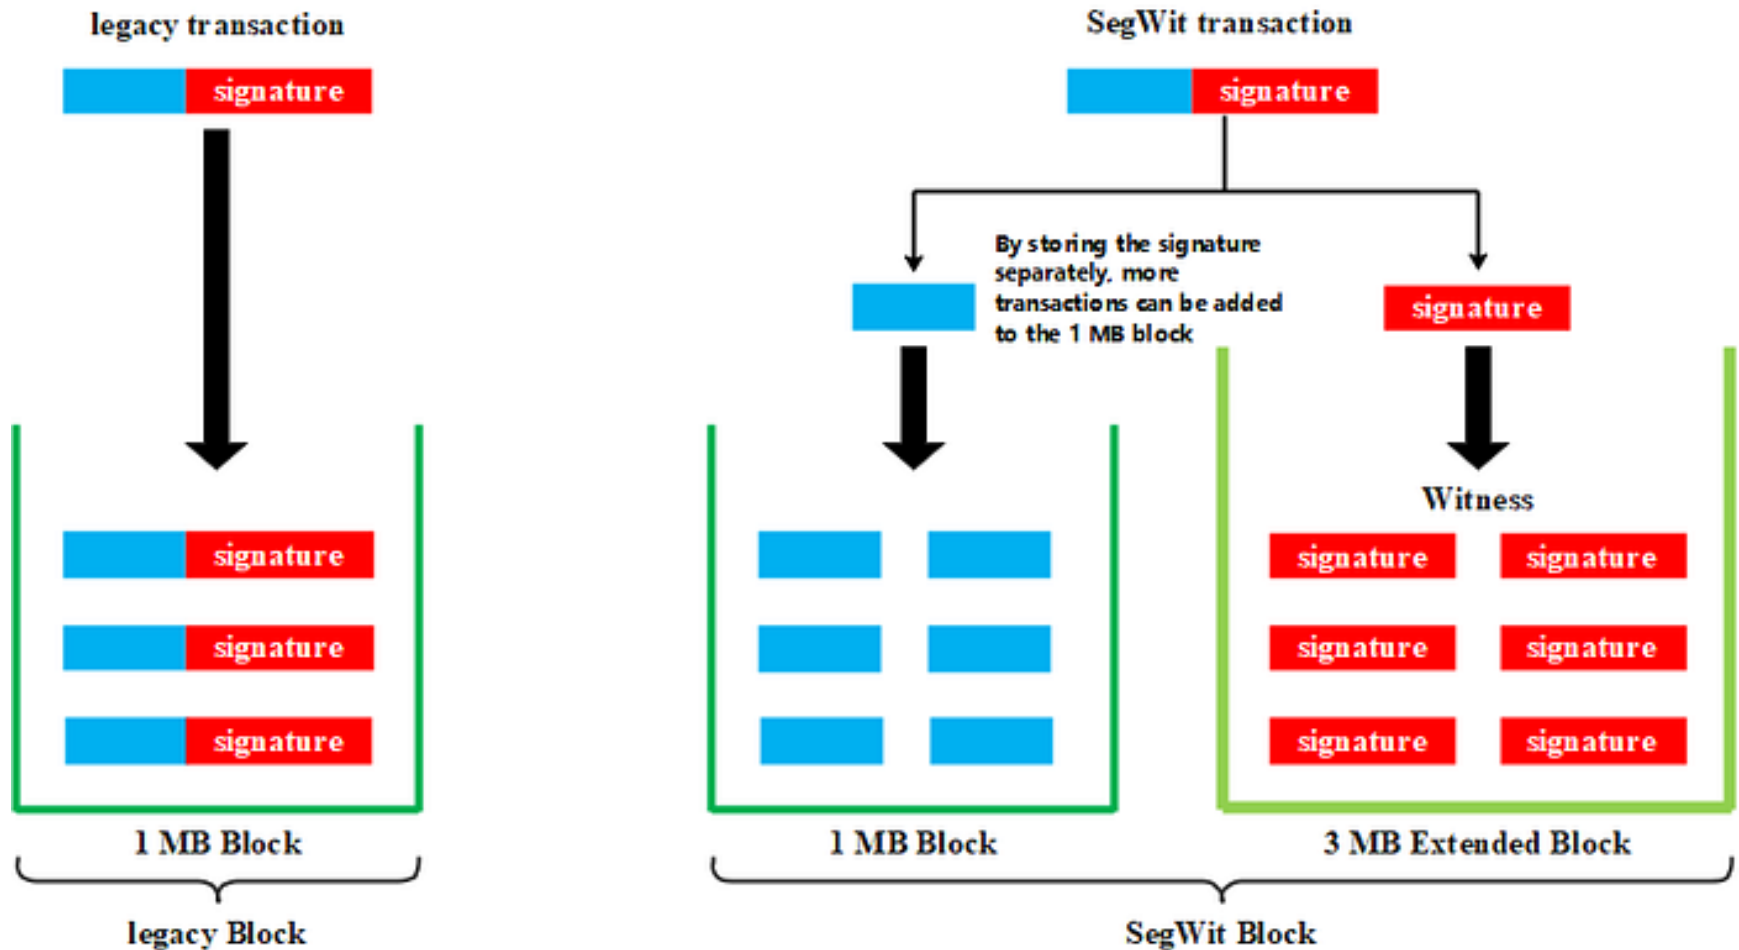 legacy transaction
signature
signature
signature
signature
1 MB Block
legacy Block
SegWit transaction
signature
By storing the signature
separately, more
transactions can be added
to the 1 MB block
signature
Witness
signature signature
signature signature
signature signature
1 MB Block
3 MB Extended Block
SegWit Block